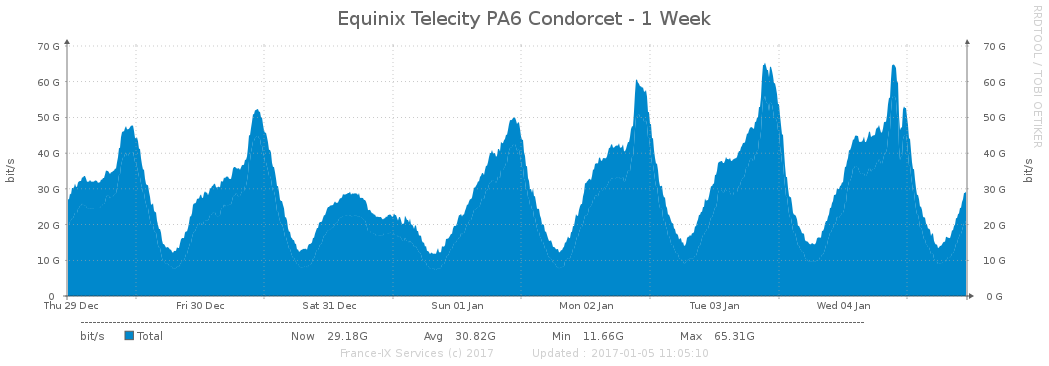 Equinix Telecity PA6 Condorcet - 1 Week
RRDTOOL / TOBI OETIKER
bit/s
bit/s
70 G 70 G
60 G 60 G
50 G 50 G
40 G 40 G
30 G 30 G
20 G 20 G
10 G 10 G
0 0 G
Thu 29 Dec Fri 30 Dec Sat 31 Dec Sun 01 Jan Mon 02 Jan Tue 03 Jan Wed 04 Jan
bit/s Total Now 29.18G Avg 30.82G Min 11.66G Max 65.31G
France-IX Services (c) 2017 Updated : 2017-01-05 11:05:10